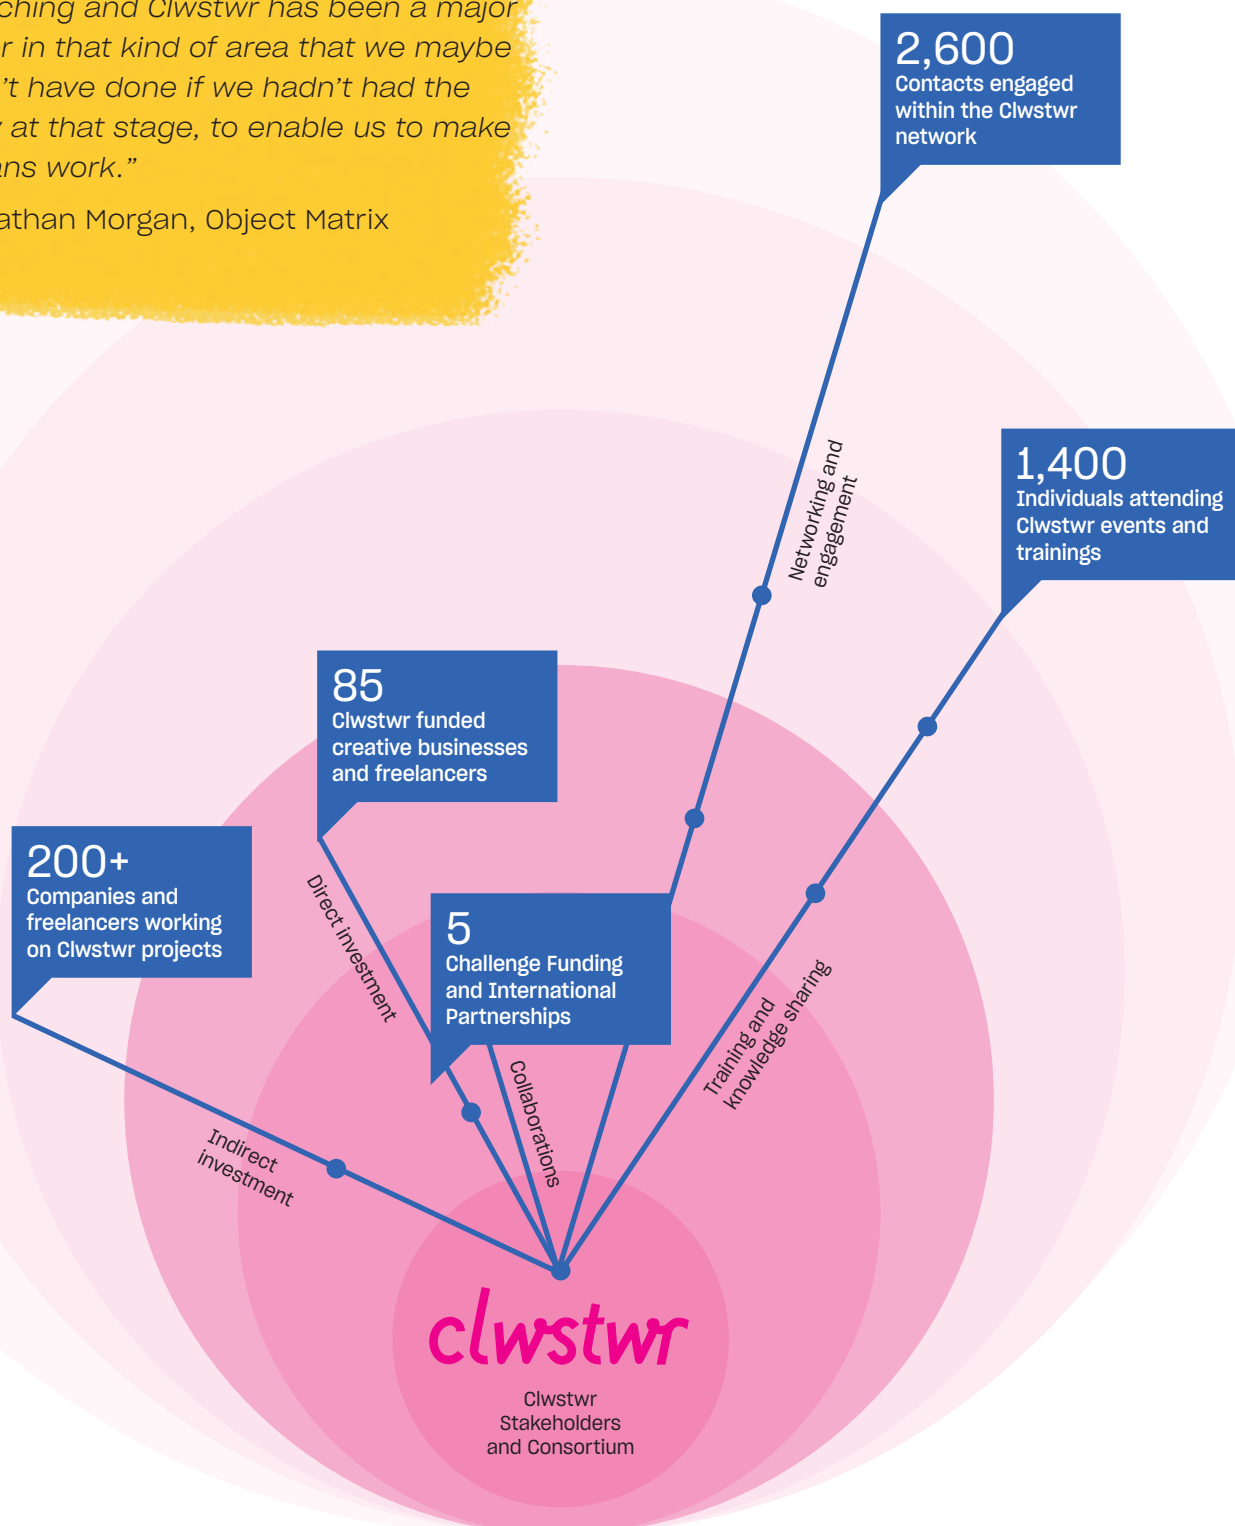 and Clwstwr has been a major
in that kind of area that we maybe
have done if we hadn’t had the
at that stage, to enable us to make
work.”
Morgan, Object Matrix
2,600
Contacts engaged
within the Clwstwr
network
1,400
Individuals attending
Clwstwr events and
trainings
Networking and
engagement
85
Clwstwr funded
creative businesses
and freelancers
200+
Companies and
freelancers working
on Clwstwr projects
Direct investment
5
Challenge Funding
and International
Partnerships
Training and
knowledge sharing
Collaborations
Indirect
investment
clwstwr
Clwstwr
Stakeholders
and Consortium